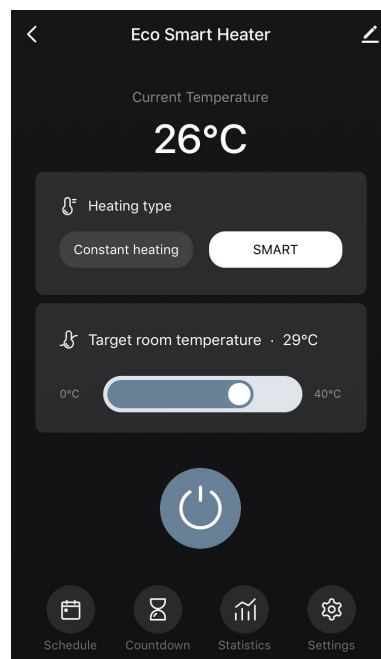 Eco Smart Heater
Current Temperature
26°C
Heating type
Constant heating SMART
Target room temperature · 29°C
0°C 40°C
Schedule Countdown Statistics Settings